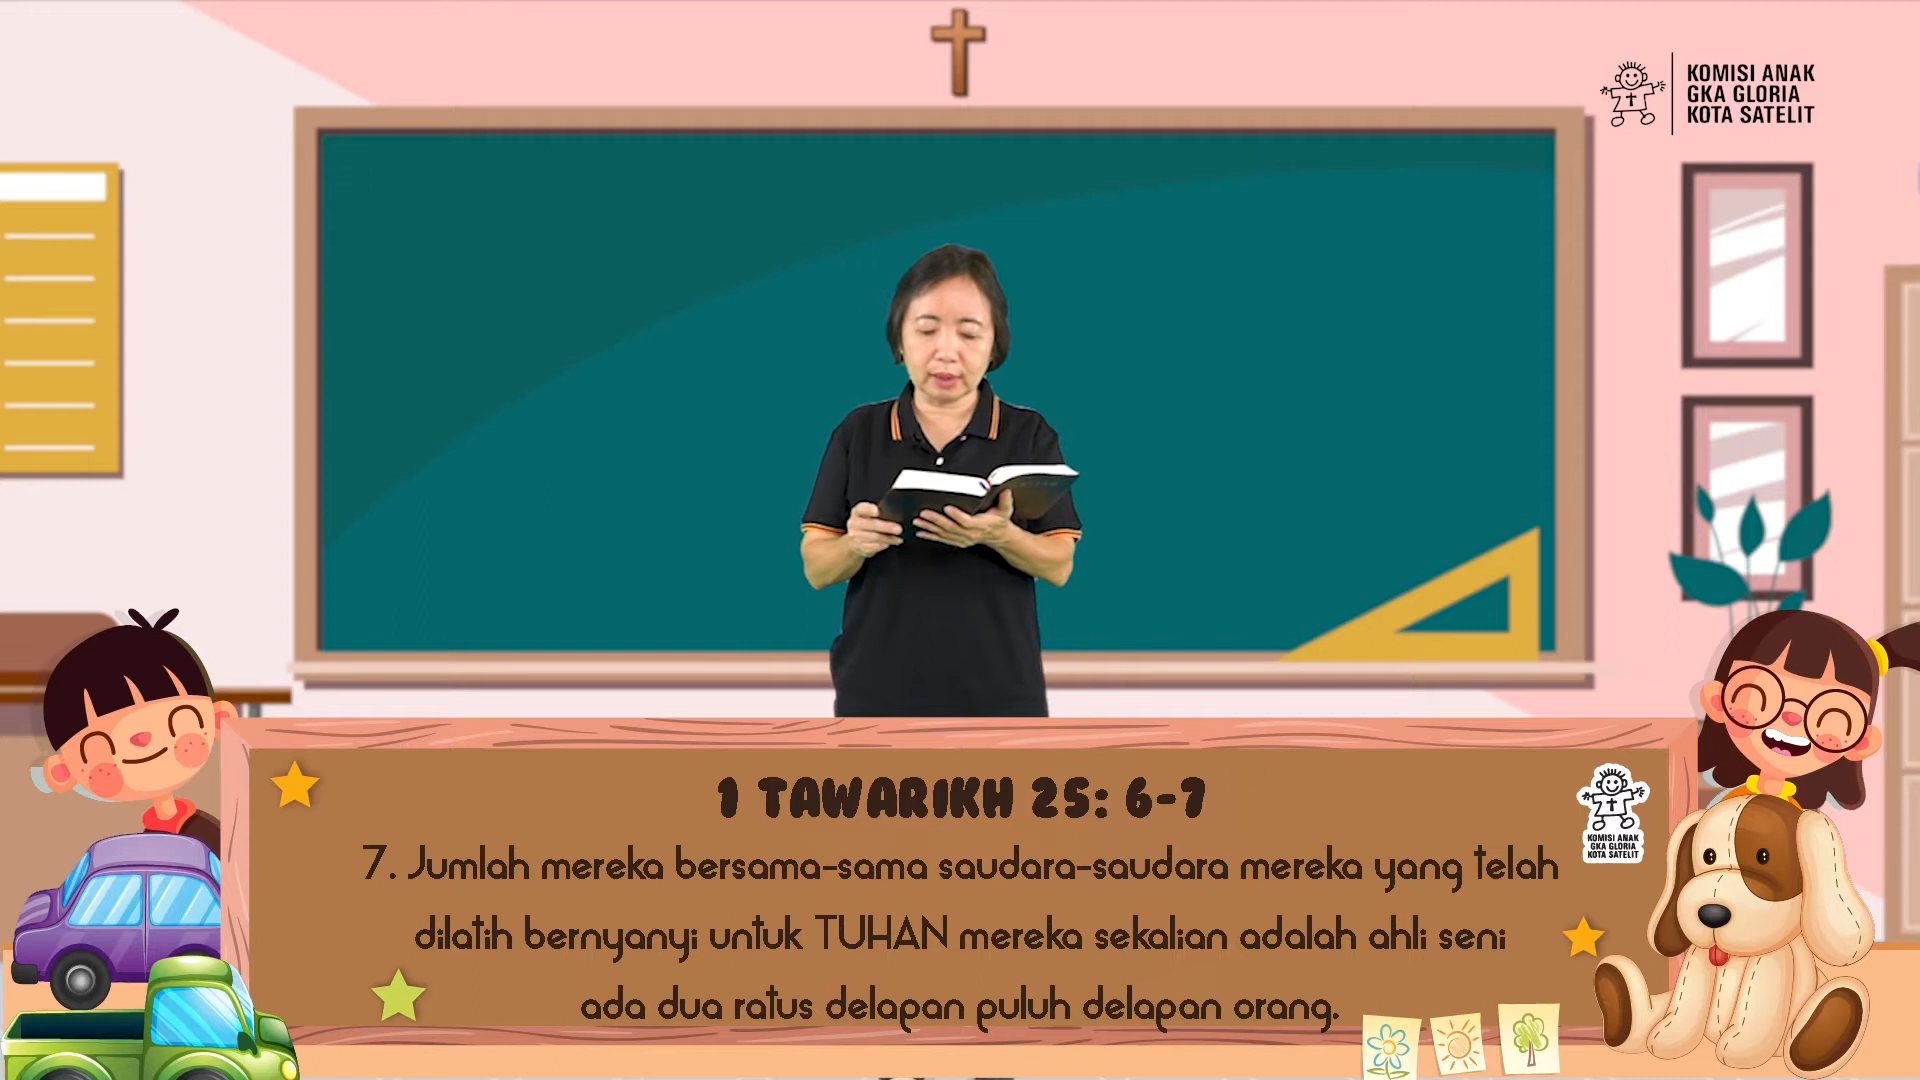 KOMISI ANAK
GKA GLORIA
KOTA SATELIT
1 TAWARIKH 25: 6-7
7. Jumlah mereka bersama-sama saudara-saudara mereka yang telah
dilatih bernyanyi untuk TUHAN mereka sekalian adalah ahli seni
ada dua ratus delapan puluh delapan orang.
KOMISI ANAK
GKA GLORIA
KOTA SATELIT